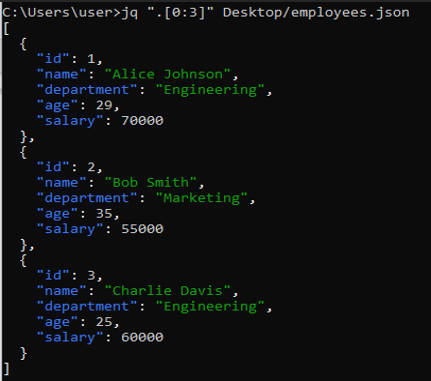 C:\Users\user>jq ".[0:3]" Desktop/employees.json
[
  {
    "id": 1,
    "name": "Alice Johnson",
    "department": "Engineering",
    "age": 29,
    "salary": 70000
  },
  {
    "id": 2,
    "name": "Bob Smith",
    "department": "Marketing",
    "age": 35,
    "salary": 55000
  },
  {
    "id": 3,
    "name": "Charlie Davis",
    "department": "Engineering",
    "age": 25,
    "salary": 60000
  }
]